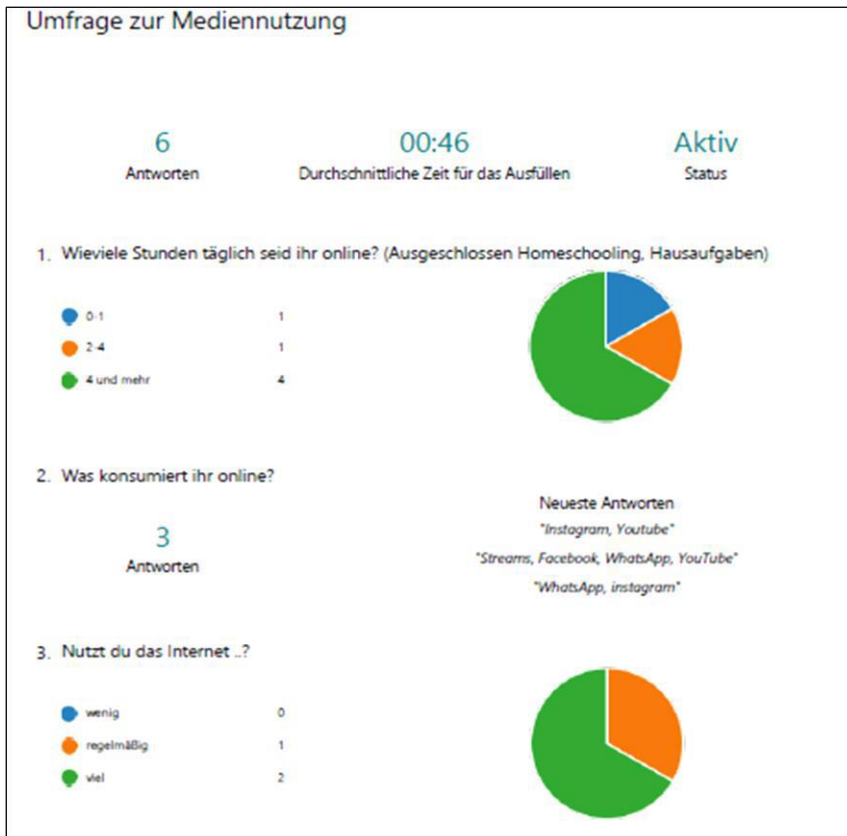 Umfrage zur Mediennutzung
6 00:46 Aktiv
Antworten Durchschnittliche Zeit für das Ausfüllen Status
1. Wieviele Stunden täglich seid ihr online? (Ausgeschlossen Homeschooling, Hausaufgaben)
0-1 1
2-4 1
4 und mehr 4
2. Was konsumiert ihr online?
3
Antworten
Neueste Antworten
"Instagram, Youtube"
"Streams, Facebook, WhatsApp, YouTube"
"WhatsApp, instagram"
3. Nutzt du das Internet ..?
wenig 0
regelmäßig 1
viel 2